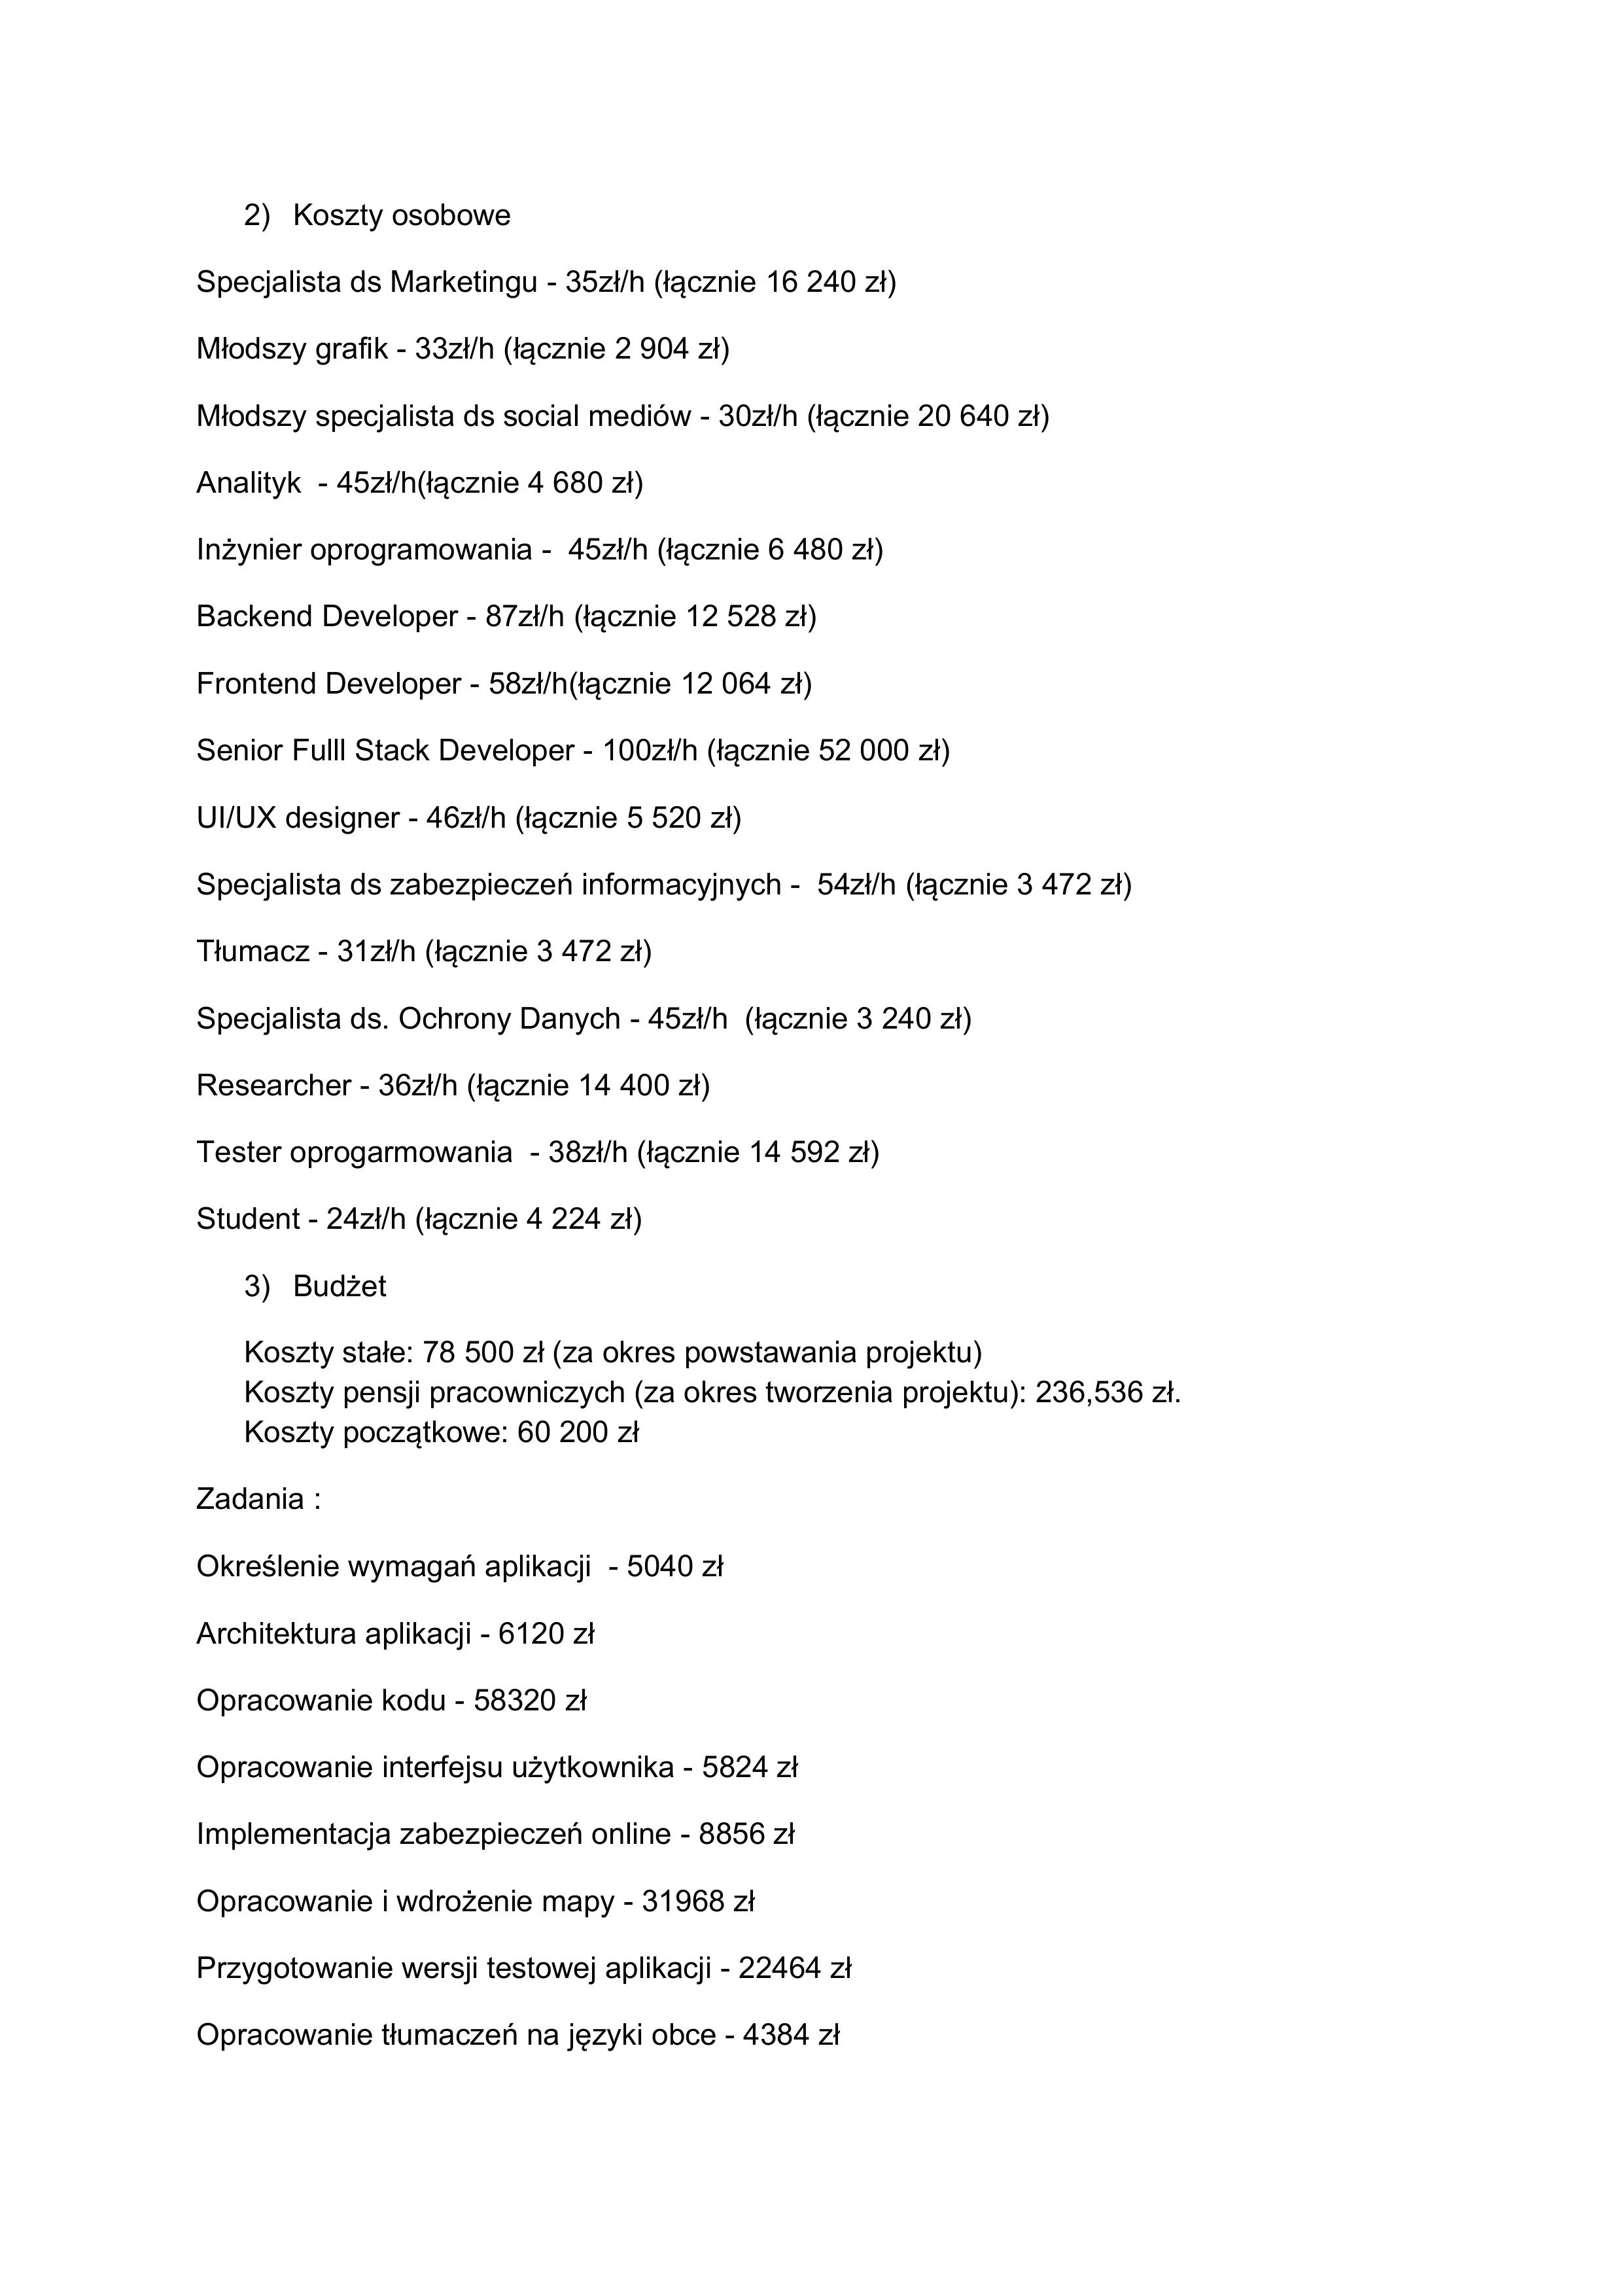 2) Koszty osobowe
Specjalista ds Marketingu - 35zł/h (łącznie 16 240 zł)
Młodszy grafik - 33zł/h (łącznie 2 904 zł)
Młodszy specjalista ds social mediów - 30zł/h (łącznie 20 640 zł)
Analityk  - 45zł/h(łącznie 4 680 zł)
Inżynier oprogramowania -  45zł/h (łącznie 6 480 zł)
Backend Developer - 87zł/h (łącznie 12 528 zł)
Frontend Developer - 58zł/h(łącznie 12 064 zł)
Senior Fulll Stack Developer - 100zł/h (łącznie 52 000 zł)
UI/UX designer - 46zł/h (łącznie 5 520 zł)
Specjalista ds zabezpieczeń informacyjnych -  54zł/h (łącznie 3 472 zł)
Tłumacz - 31zł/h (łącznie 3 472 zł)
Specjalista ds. Ochrony Danych - 45zł/h  (łącznie 3 240 zł)
Researcher - 36zł/h (łącznie 14 400 zł)
Tester oprogarmowania  - 38zł/h (łącznie 14 592 zł)
Student - 24zł/h (łącznie 4 224 zł)
3) Budżet
Koszty stałe: 78 500 zł (za okres powstawania projektu)
Koszty pensji pracowniczych (za okres tworzenia projektu): 236,536 zł.
Koszty początkowe: 60 200 zł
Zadania :
Określenie wymagań aplikacji  - 5040 zł
Architektura aplikacji - 6120 zł
Opracowanie kodu - 58320 zł
Opracowanie interfejsu użytkownika - 5824 zł
Implementacja zabezpieczeń online - 8856 zł
Opracowanie i wdrożenie mapy - 31968 zł
Przygotowanie wersji testowej aplikacji - 22464 zł
Opracowanie tłumaczeń na języki obce - 4384 zł